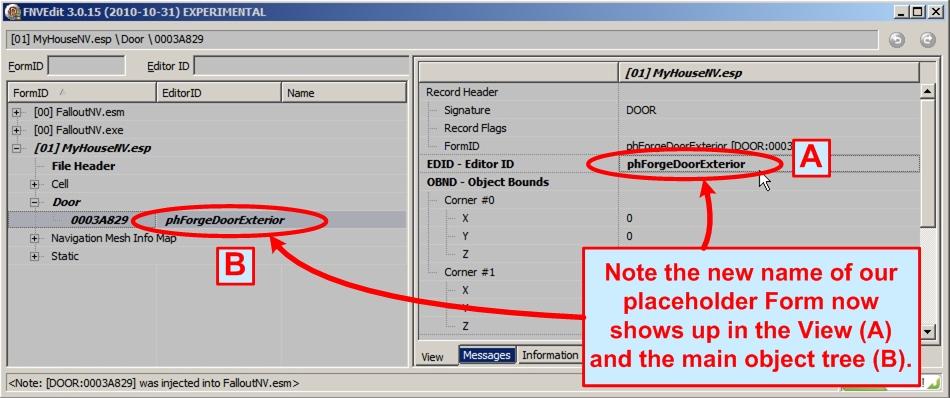 FNVEdit 3.0.15 (2010-10-31) EXPERIMENTAL
[01] MyHouseNV.esp \ Door \ 0003A829
FormID Editor ID
FormID EditorID Name
[00] FalloutNV.esm
[00] FalloutNV.exe
[01] MyHouseNV.esp
File Header
Cell
Door
0003A829 phForgeDoorExterior
Navigation Mesh Info Map
Static
B
[01] MyHouseNV.esp
Record Header
Signature DOOR
Record Flags
FormID phForgeDoorExterior [DOOR:0003
EDID - Editor ID phForgeDoorExterior
A
OBND - Object Bounds
Corner #0
X 0
Y 0
Z
Corner #1
X
Y
Z
Note the new name of our
placeholder Form now
shows up in the View (A)
and the main object tree (B).
View Messages Information
<Note: [DOOR:0003A829] was injected into FalloutNV.esm>